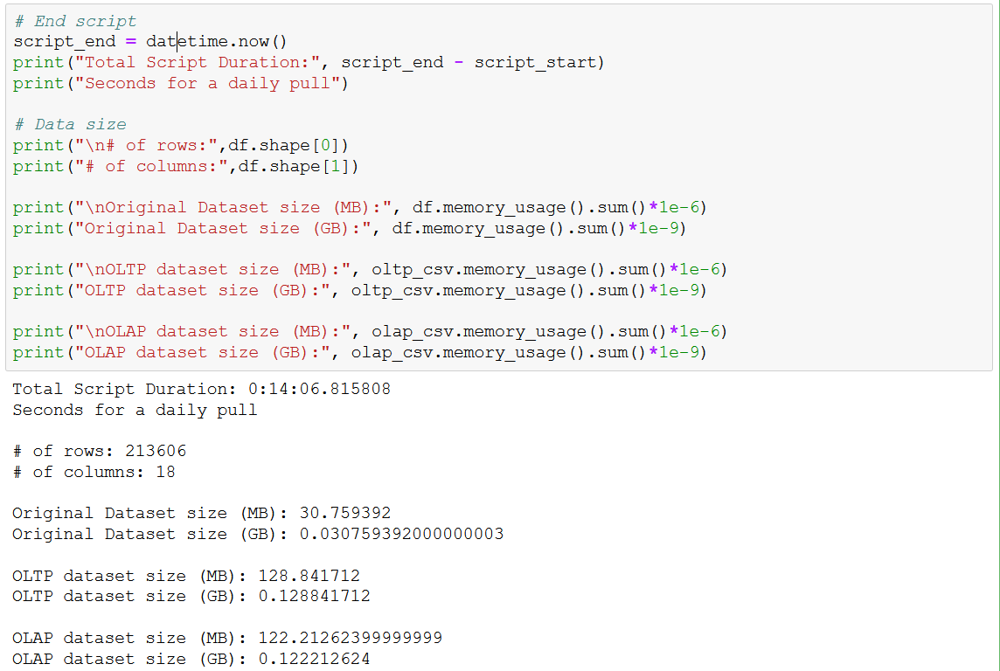 # End script
script_end = datetime.now()
print("Total Script Duration:", script_end - script_start)
print("Seconds for a daily pull")
# Data size
print("\n# of rows:",df.shape[0])
print("# of columns:",df.shape[1])
print("\nOriginal Dataset size (MB):", df.memory_usage().sum()*1e-6)
print("Original Dataset size (GB):", df.memory_usage().sum()*1e-9)
print("\nOLTP dataset size (MB):", oltp_csv.memory_usage().sum()*1e-6)
print("OLTP dataset size (GB):", oltp_csv.memory_usage().sum()*1e-9)
print("\nOLAP dataset size (MB):", olap_csv.memory_usage().sum()*1e-6)
print("OLAP dataset size (GB):", olap_csv.memory_usage().sum()*1e-9)
Total Script Duration: 0:14:06.815808
Seconds for a daily pull
# of rows: 213606
# of columns: 18
Original Dataset size (MB): 30.759392
Original Dataset size (GB): 0.030759392000000003
OLTP dataset size (MB): 128.841712
OLTP dataset size (GB): 0.128841712
OLAP dataset size (MB): 122.21262399999999
OLAP dataset size (GB): 0.122212624